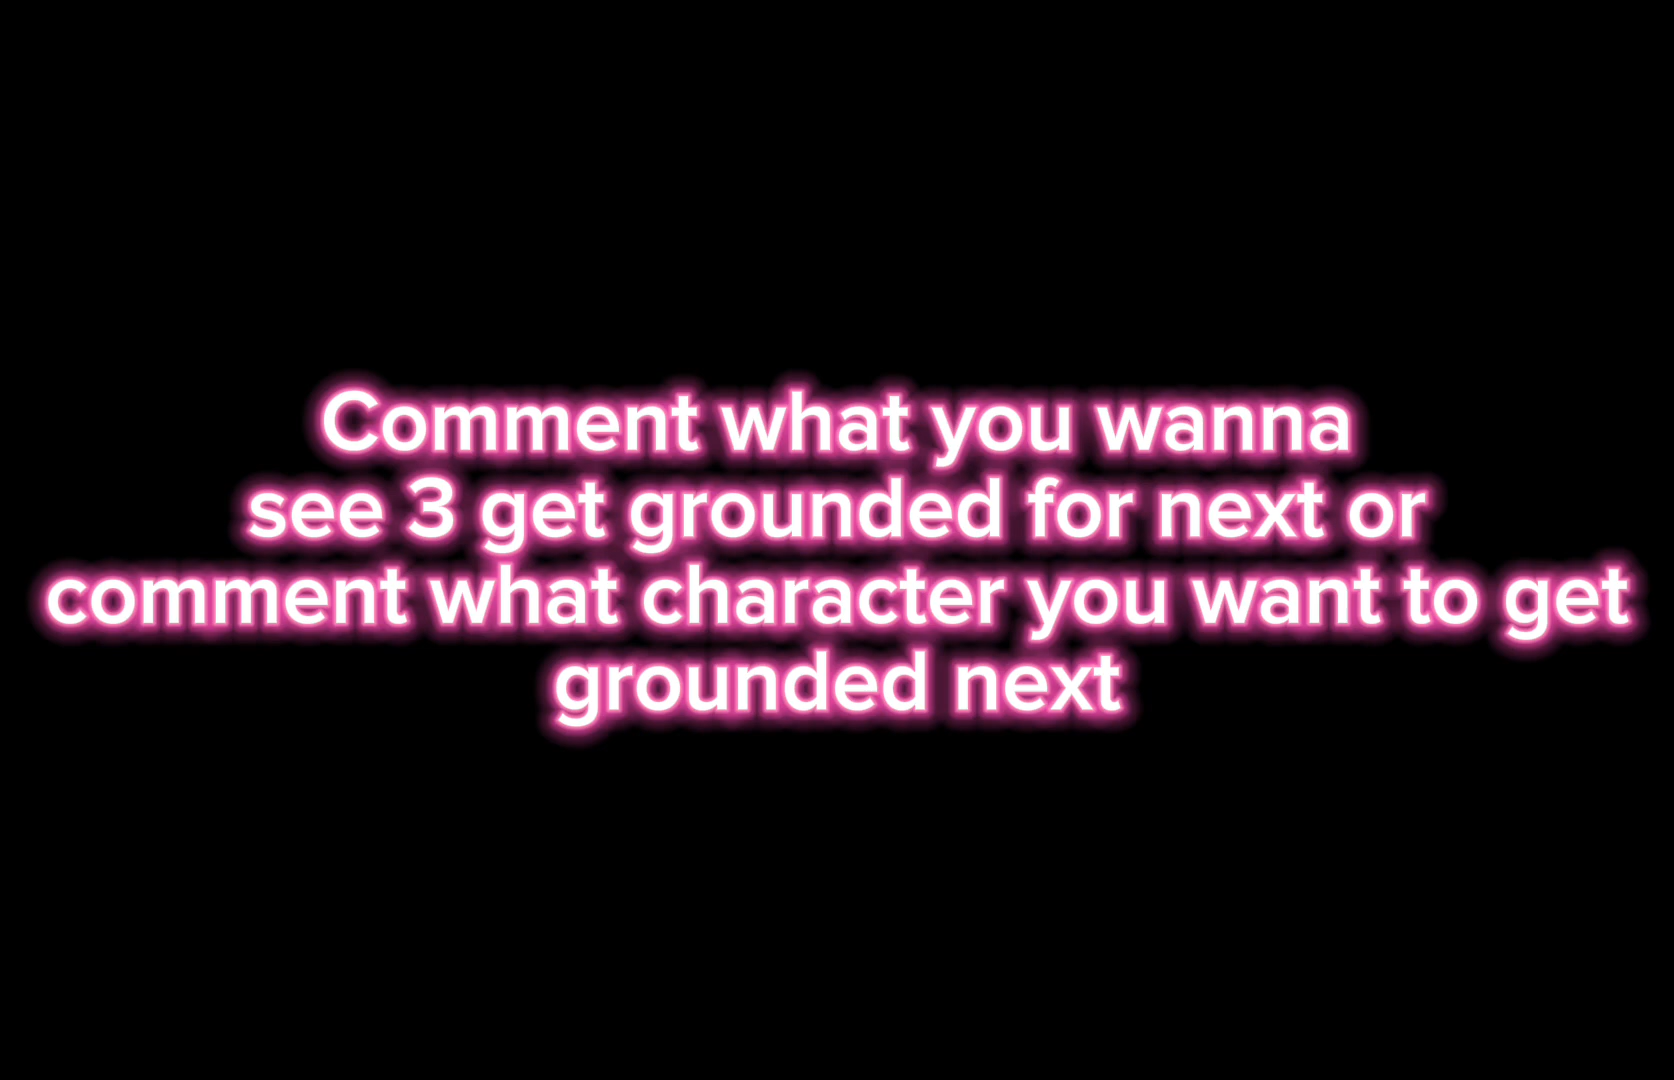 Comment what you wanna
see 3 get grounded for next or
comment what character you want to get
grounded next